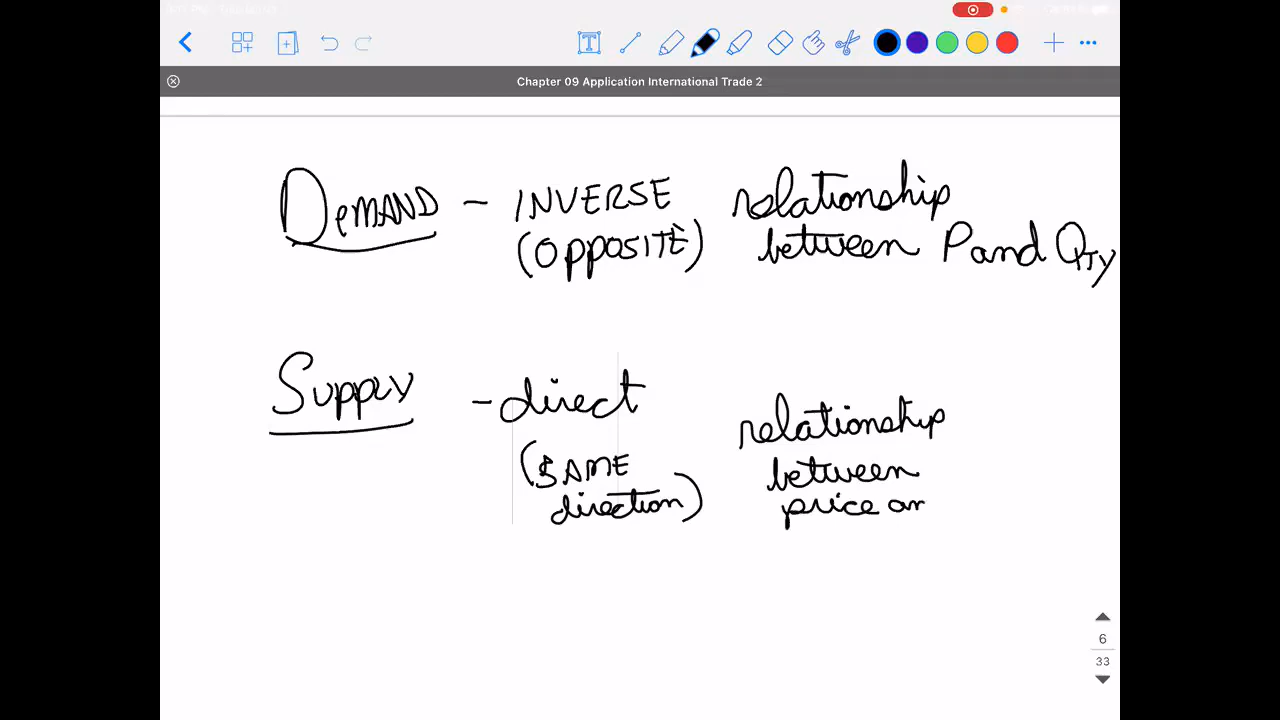 Chapter 09 Application International Trade 2
DEMAND - INVERSE relationship
(OPPOSITE) between P and QTY
SUPPLY - direct relationship
(SAME between
direction) price an
6
33